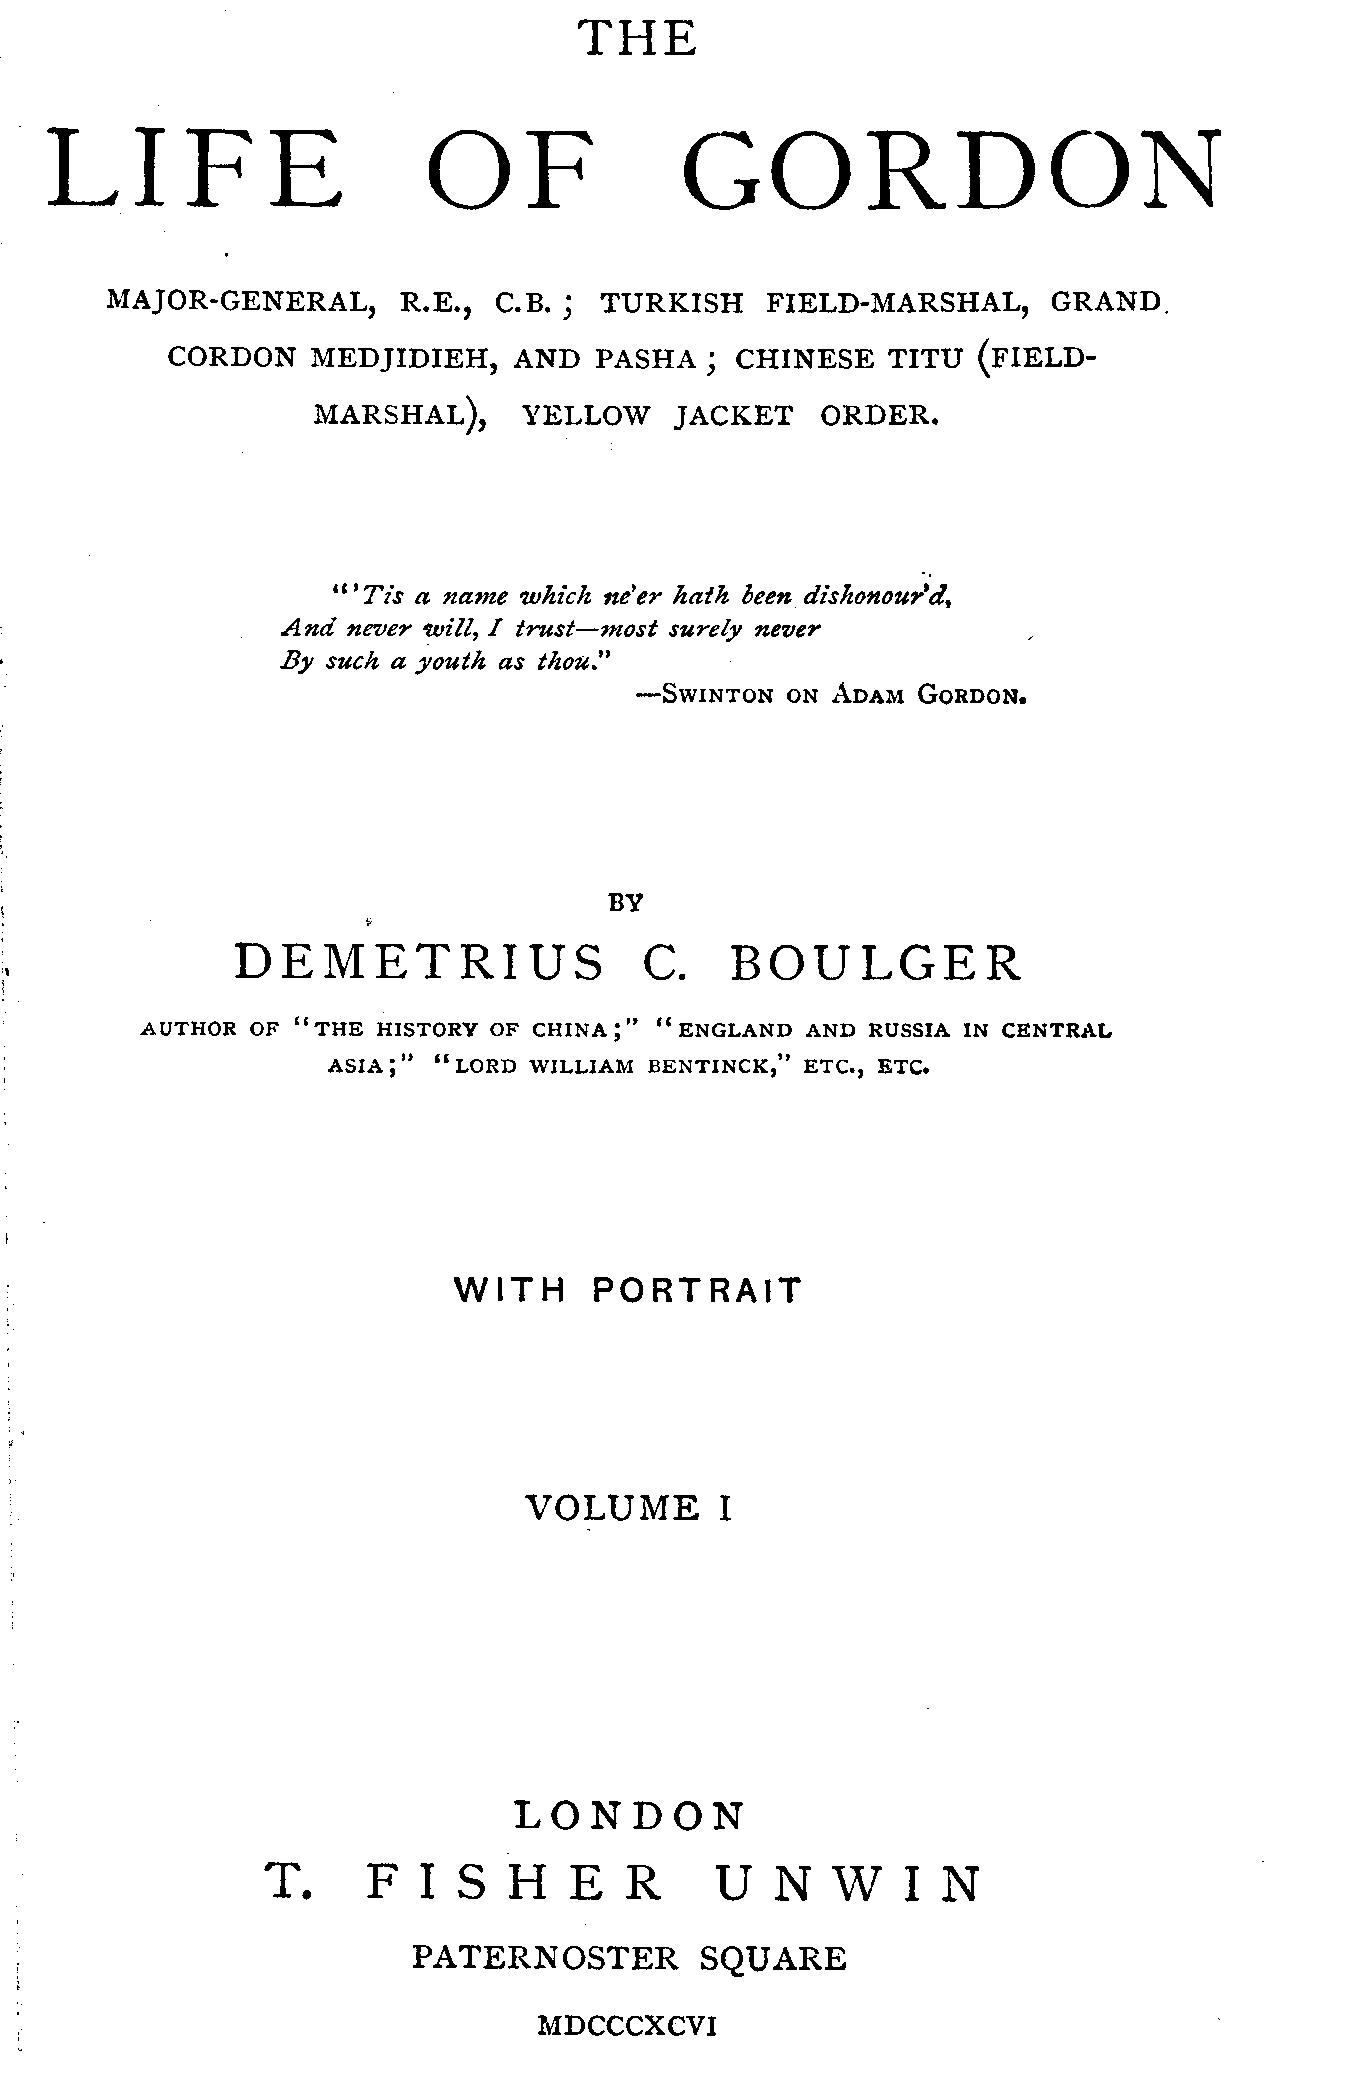 THE
LIFE OF GORDON
MAJOR-GENERAL, R.E., C.B. ; TURKISH FIELD-MARSHAL, GRAND
CORDON MEDJIDIEH, AND PASHA ; CHINESE TITU (FIELD-
MARSHAL), YELLOW JACKET ORDER.
"'Tis a name which ne'er hath been dishonour'd,
And never will, I trust—most surely never
By such a youth as thou."
—SWINTON ON ADAM GORDON.
BY
DEMETRIUS C. BOULGER
AUTHOR OF "THE HISTORY OF CHINA;" "ENGLAND AND RUSSIA IN CENTRAL
ASIA;" "LORD WILLIAM BENTINCK," ETC., ETC.
WITH PORTRAIT
VOLUME I
LONDON
T. FISHER UNWIN
PATERNOSTER SQUARE
MDCCCXCVI